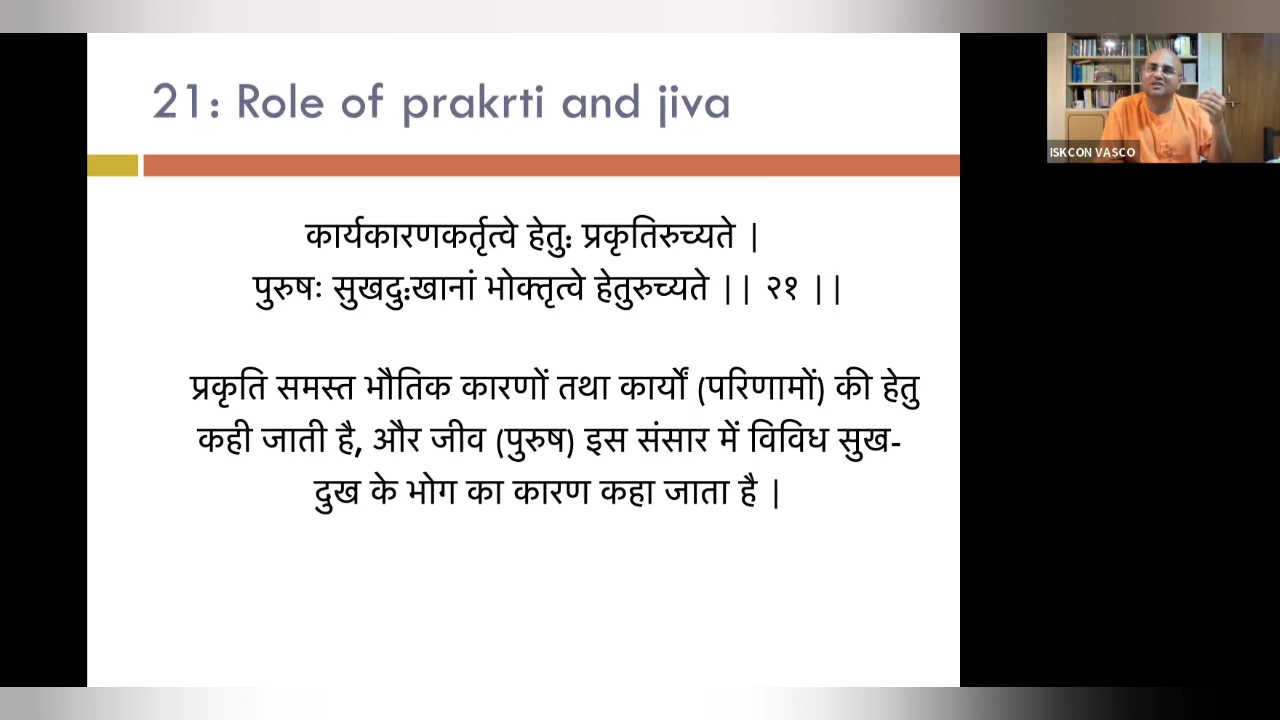 21: Role of prakrti and jiva
ISKCON VASCO
कार्यकारणकर्तृत्वे हेतुः प्रकृतिरुच्यते |
पुरुषः सुखदुःखानां भोक्तृत्वे हेतुरुच्यते || २१ ||
प्रकृति समस्त भौतिक कारणों तथा कार्यों (परिणामों) की हेतु
कही जाती है, और जीव (पुरुष) इस संसार में विविध सुख-
दुख के भोग का कारण कहा जाता है |